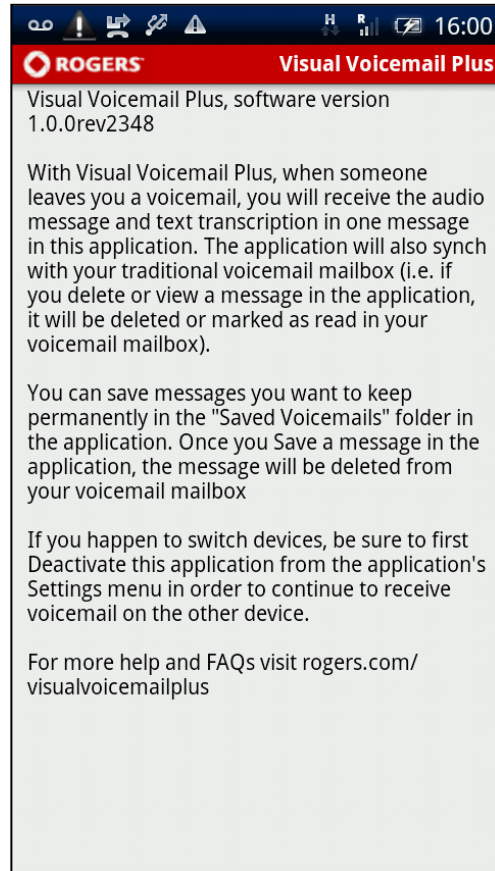 H R 16:00
ROGERS Visual Voicemail Plus
Visual Voicemail Plus, software version
1.0.0rev2348
With Visual Voicemail Plus, when someone
leaves you a voicemail, you will receive the audio
message and text transcription in one message
in this application. The application will also synch
with your traditional voicemail mailbox (i.e. if
you delete or view a message in the application,
it will be deleted or marked as read in your
voicemail mailbox).
You can save messages you want to keep
permanently in the "Saved Voicemails" folder in
the application. Once you Save a message in the
application, the message will be deleted from
your voicemail mailbox
If you happen to switch devices, be sure to first
Deactivate this application from the application's
Settings menu in order to continue to receive
voicemail on the other device.
For more help and FAQs visit rogers.com/
visualvoicemailplus